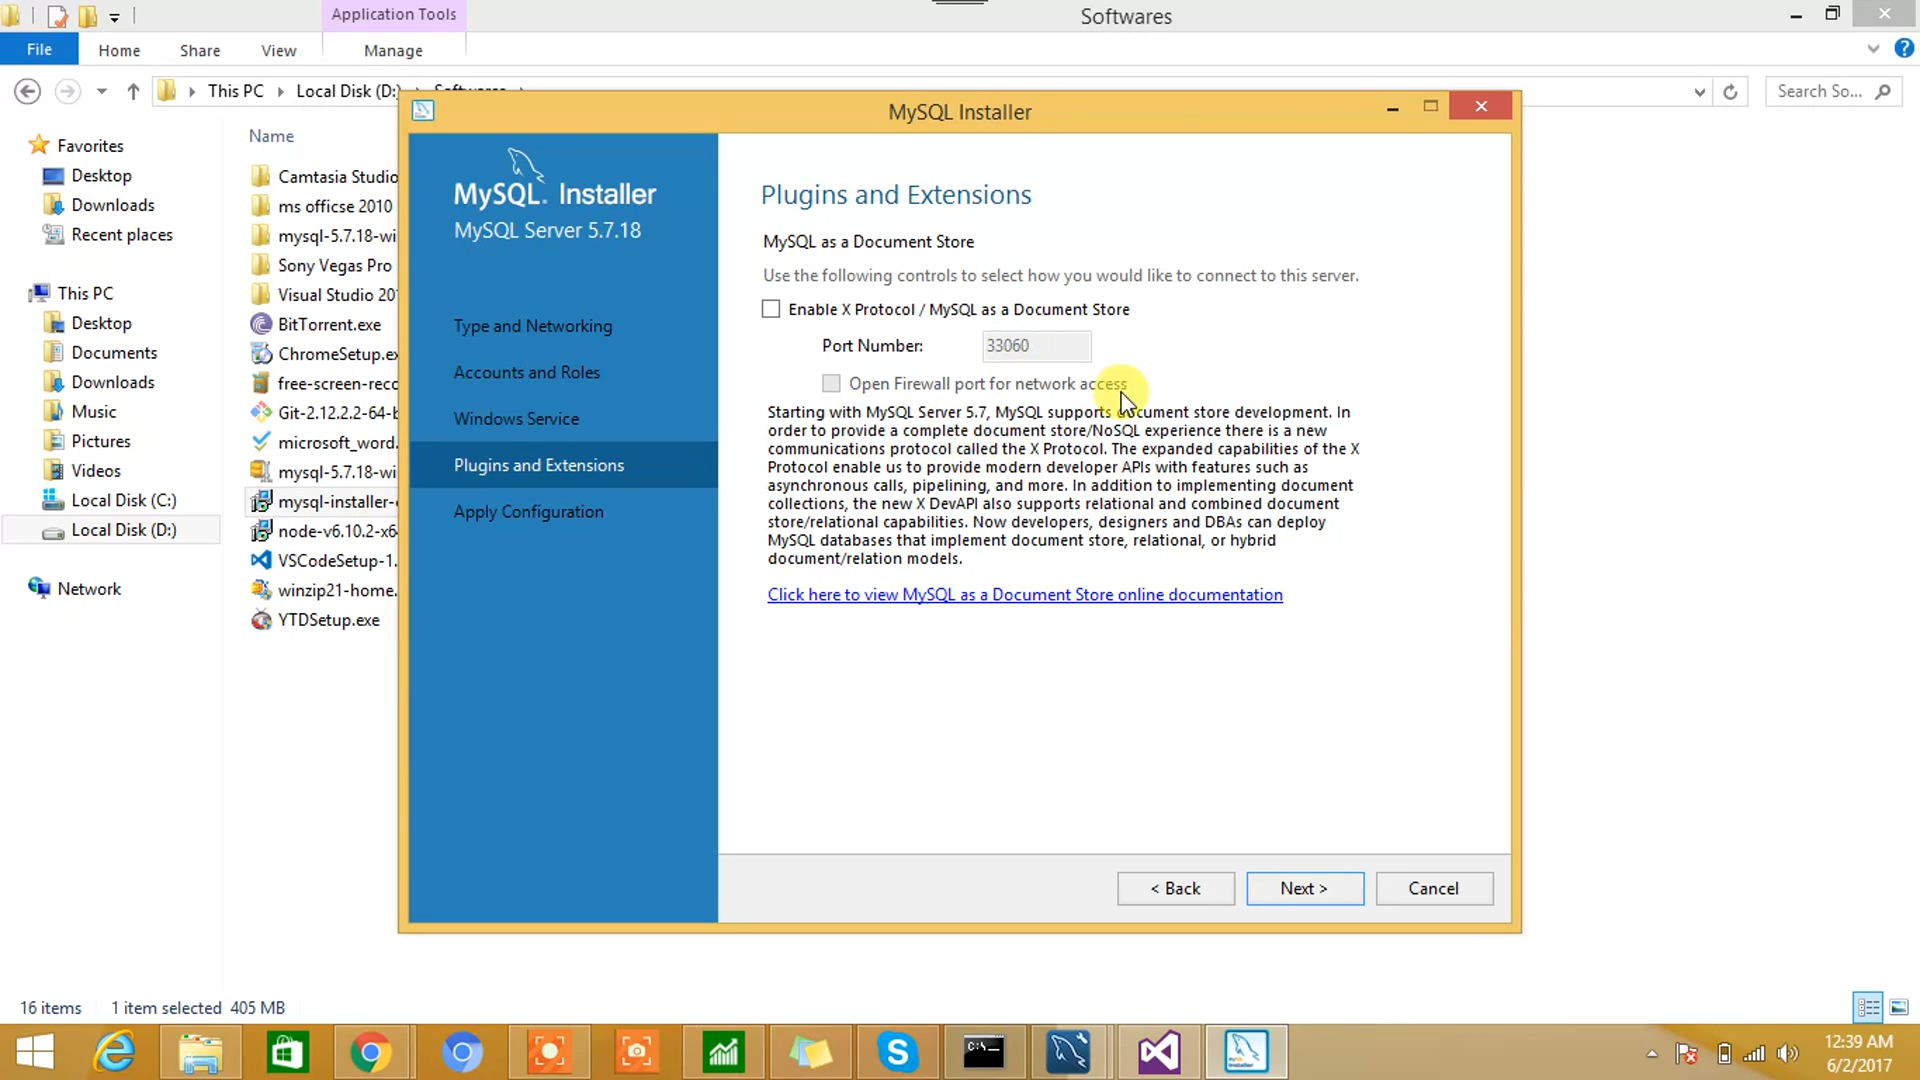 Application Tools
Softwares
File
Home
Share
View
Manage
This PC
Local Disk (D:)
Softwares
Search So...
Name
Favorites
Desktop
Downloads
Recent places
This PC
Desktop
Documents
Downloads
Music
Pictures
Videos
Local Disk (C:)
Local Disk (D:)
Network
Camtasia Studio
ms officse 2010
mysql-5.7.18-wi
Sony Vegas Pro
Visual Studio 20
BitTorrent.exe
ChromeSetup.ex
free-screen-reco
Git-2.12.2.2-64-b
microsoft_word.
mysql-5.7.18-wi
mysql-installer-
node-v6.10.2-x6
VSCodeSetup-1.
winzip21-home.
YTDSetup.exe
MySQL Installer
MySQL. Installer
MySQL Server 5.7.18
Type and Networking
Accounts and Roles
Windows Service
Plugins and Extensions
Apply Configuration
Plugins and Extensions
MySQL as a Document Store
Use the following controls to select how you would like to connect to this server.
Enable X Protocol / MySQL as a Document Store
Port Number:
33060
Open Firewall port for network access
Starting with MySQL Server 5.7, MySQL supports document store development. In
order to provide a complete document store/NoSQL experience there is a new
communications protocol called the X Protocol. The expanded capabilities of the X
Protocol enable us to provide modern developer APIs with features such as
asynchronous calls, pipelining, and more. In addition to implementing document
collections, the new X DevAPI also supports relational and combined document
store/relational capabilities. Now developers, designers and DBAs can deploy
MySQL databases that implement document store, relational, or hybrid
document/relation models.
Click here to view MySQL as a Document Store online documentation
< Back
Next >
Cancel
16 items
1 item selected 405 MB
12:39 AM
6/2/2017